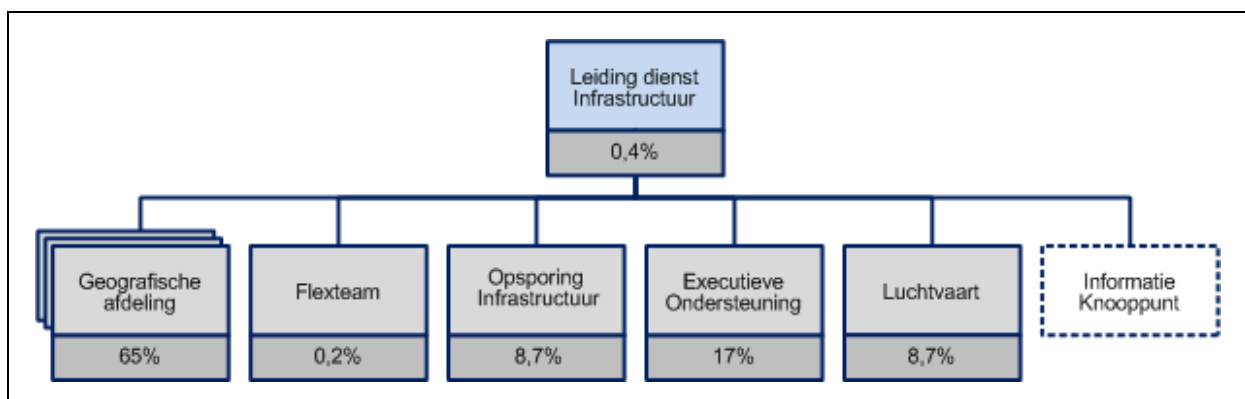 Leiding dienst
Infrastructuur
0,4%
Geografische
afdeling
65%
Flexteam
0,2%
Opsporing
Infrastructuur
8,7%
Executieve
Ondersteuning
17%
Luchtvaart
8,7%
Informatie
Knooppunt